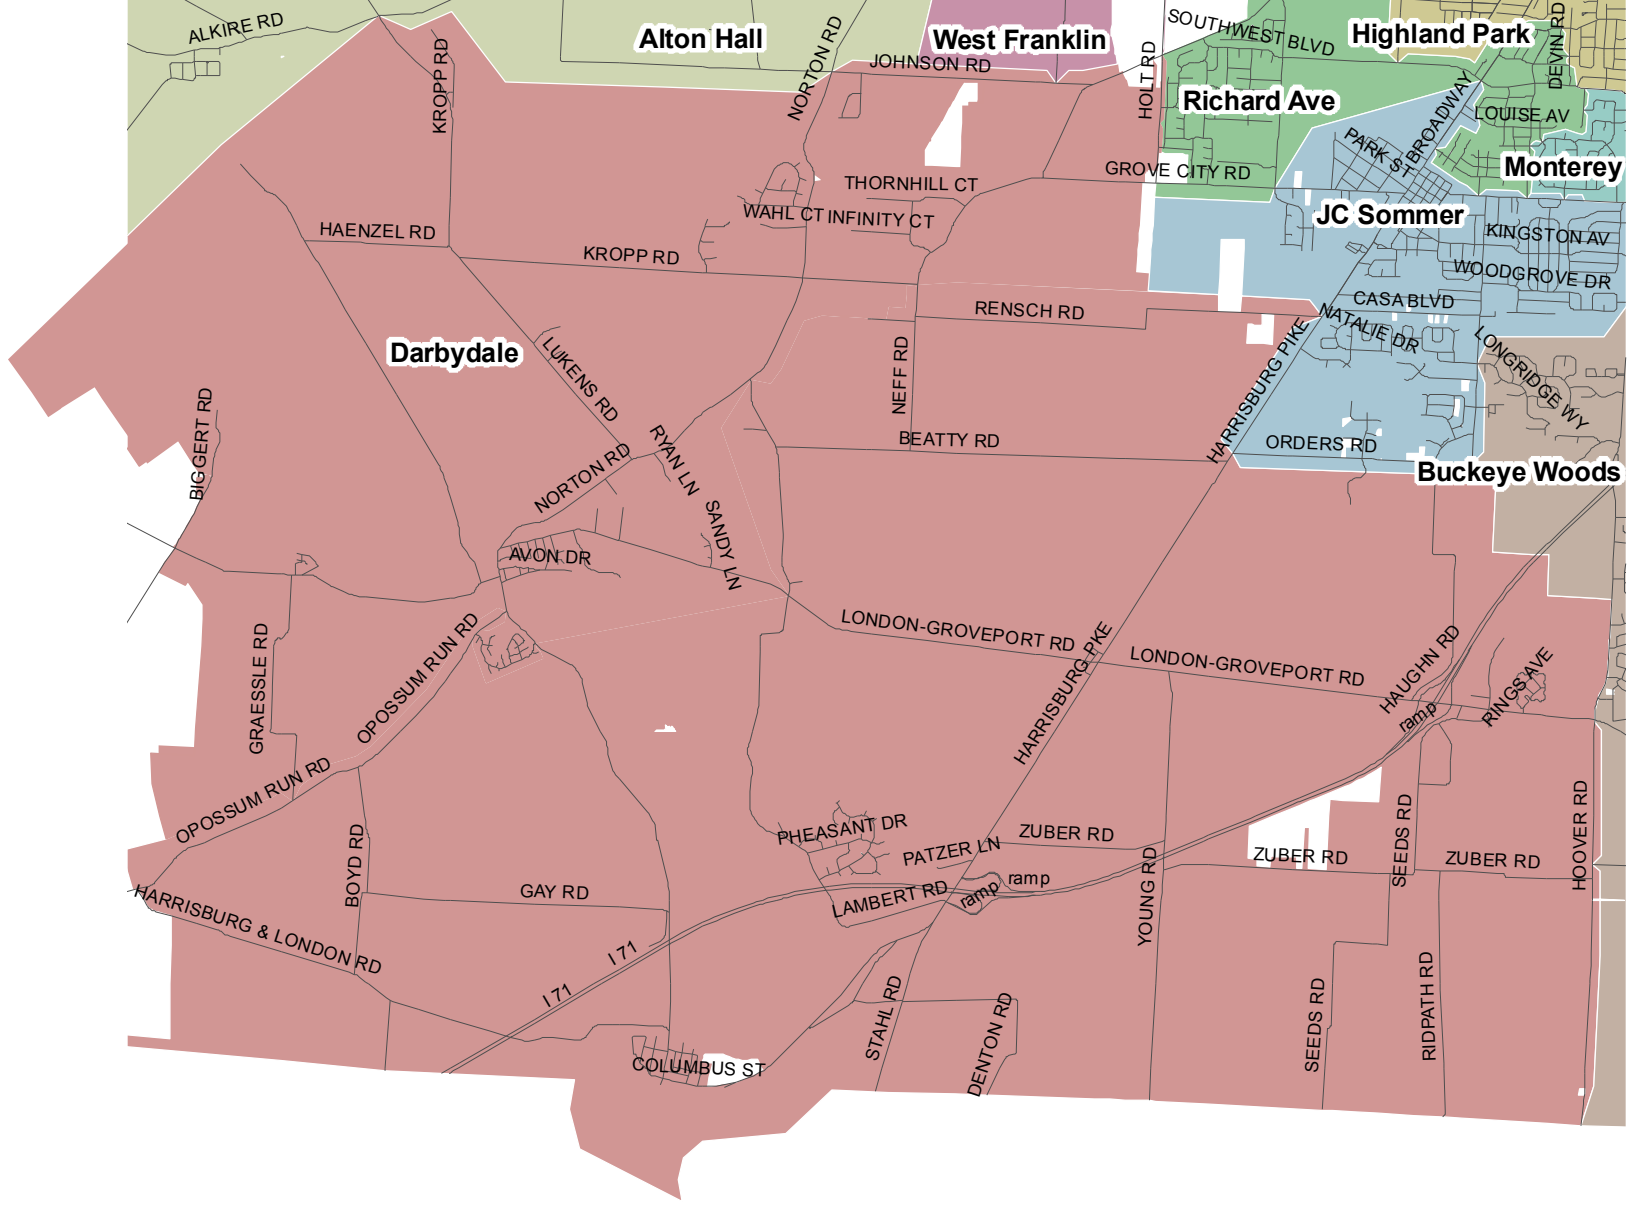 ALKIRE RD
Alton Hall
West Franklin
Highland Park
SOUTHWEST BLVD
DEVIN RD
KROPP RD
NORTON RD
JOHNSON RD
HOLT RD
Richard Ave
BROADWAY
LOUISE AV
PARK ST
Monterey
GROVE CITY RD
THORNHILL CT
WAHL CT
INFINITY CT
JC Sommer
HAENZEL RD
KROPP RD
KINGSTON AV
WOODGROVE DR
CASA BLVD
RENSCH RD
NATALIE DR
Darbydale
LUKENS RD
NEFF RD
HARRISBURG PIKE
LONGRIDGE WY
BIGGERT RD
BEATTY RD
ORDERS RD
Buckeye Woods
NORTON RD
RYAN LN
SANDY LN
AVON DR
GRAESSLE RD
OPOSSUM RUN RD
LONDON-GROVEPORT RD
HARRISBURG PKE
LONDON-GROVEPORT RD
HAUGHN RD
ramp
RINGS AVE
OPOSSUM RUN RD
PHEASANT DR
PATZER LN
ZUBER RD
BOYD RD
SEEDS RD
HOOVER RD
ZUBER RD
ZUBER RD
GAY RD
LAMBERT RD
ramp
ramp
YOUNG RD
HARRISBURG & LONDON RD
I 71
I 71
STAHL RD
DENTON RD
SEEDS RD
RIDPATH RD
COLUMBUS ST